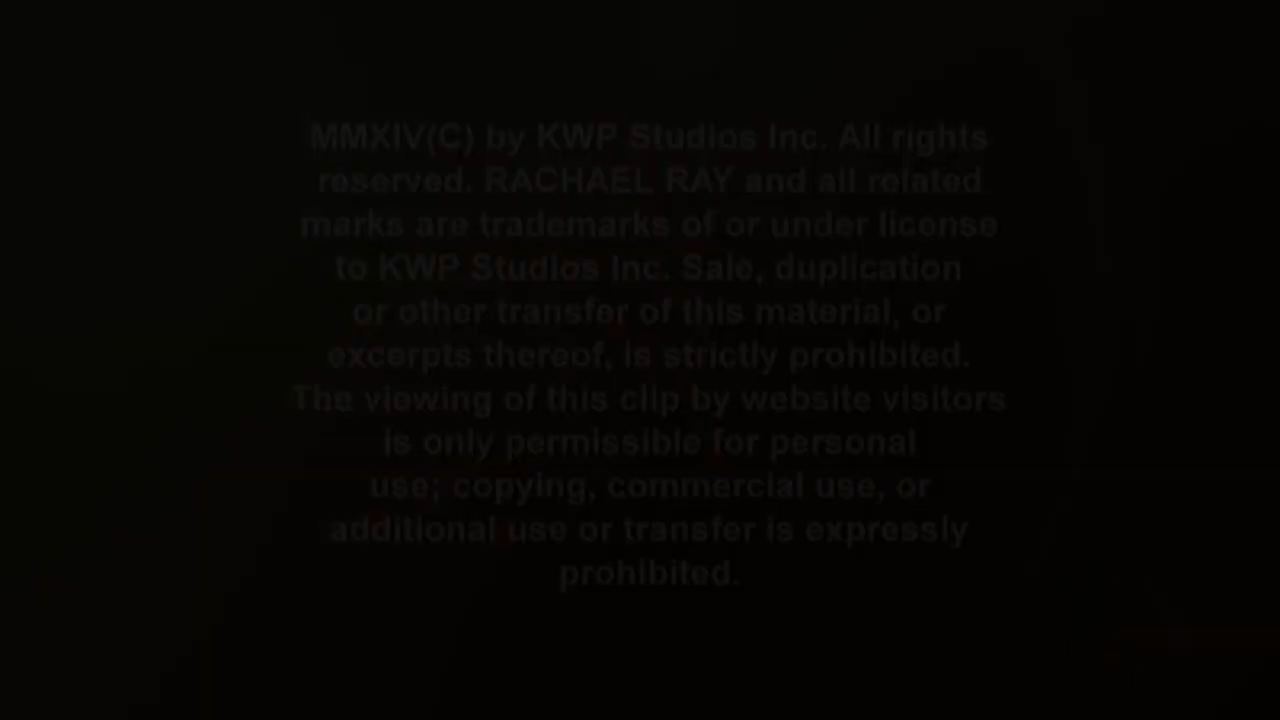 MMXIV(C) by KWP Studios Inc. All rights
reserved. RACHAEL RAY and all related
marks are trademarks of or under license
to KWP Studios Inc. Sale, duplication
or other transfer of this material, or
excerpts thereof, is strictly prohibited.
The viewing of this clip by website visitors
is only permissible for personal
use; copying, commercial use, or
additional use or transfer is expressly
prohibited.